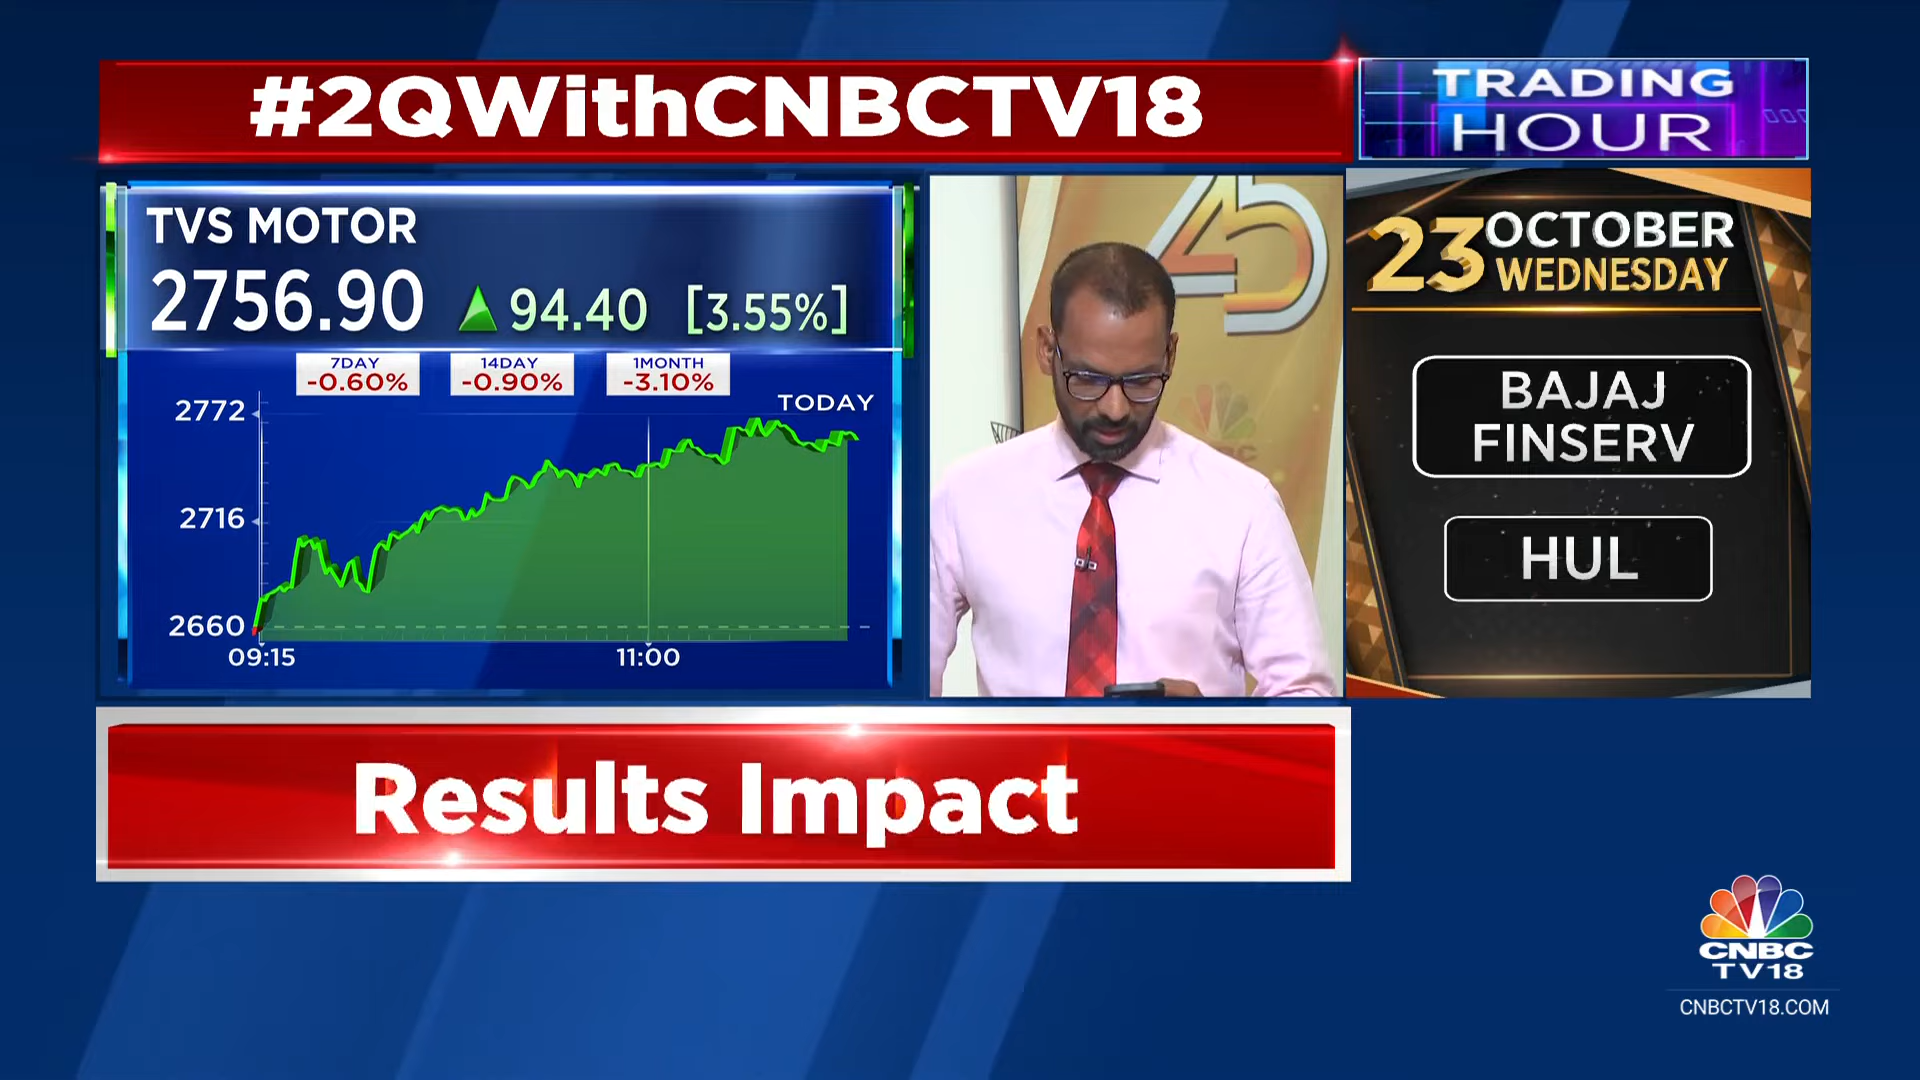 #2QWithCNBCTV18
TRADING
HOUR
TVS MOTOR
2756.90 ▲ 94.40 [3.55%]
7DAY
-0.60%
14DAY
-0.90%
1MONTH
-3.10%
TODAY
2772
2716
2660
09:15
11:00
25
23 OCTOBER
WEDNESDAY
BAJAJ
FINSERV
HUL
Results Impact
CNBC
TV18
CNBCTV18.COM